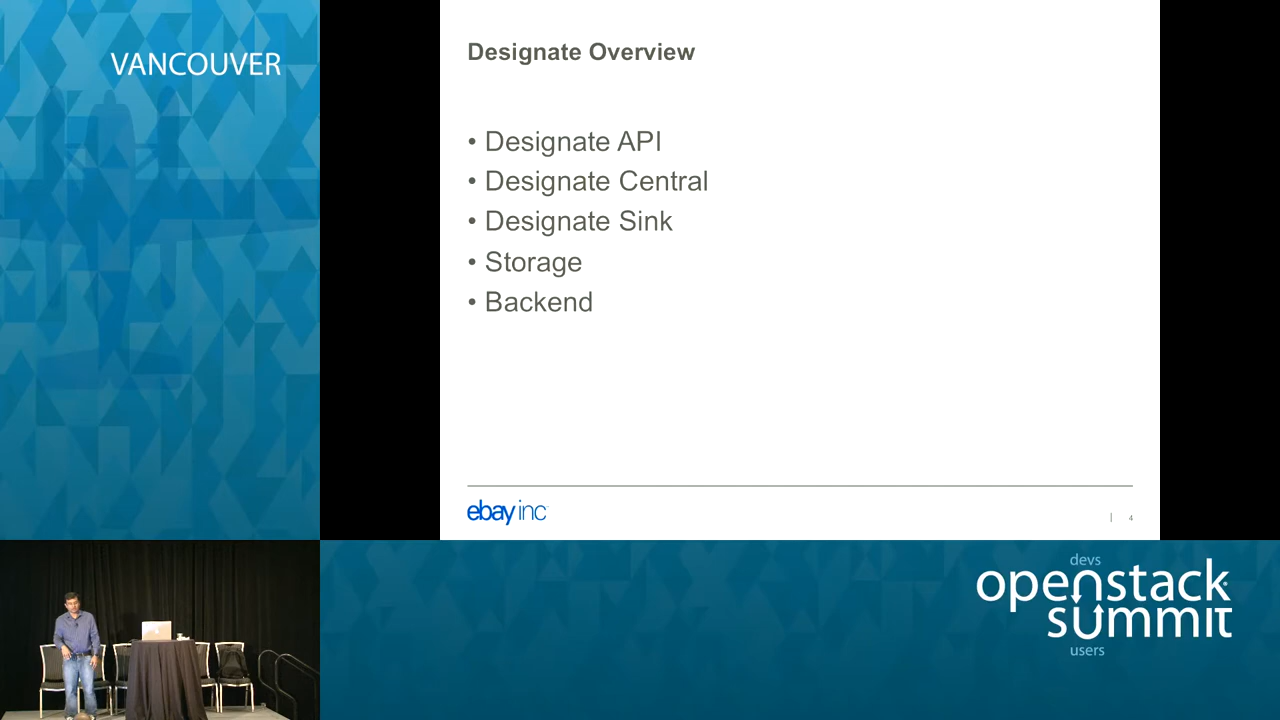 VANCOUVER
Designate Overview
• Designate API
• Designate Central
• Designate Sink
• Storage
• Backend
ebay inc
| 4
devs
openstack
summit
users